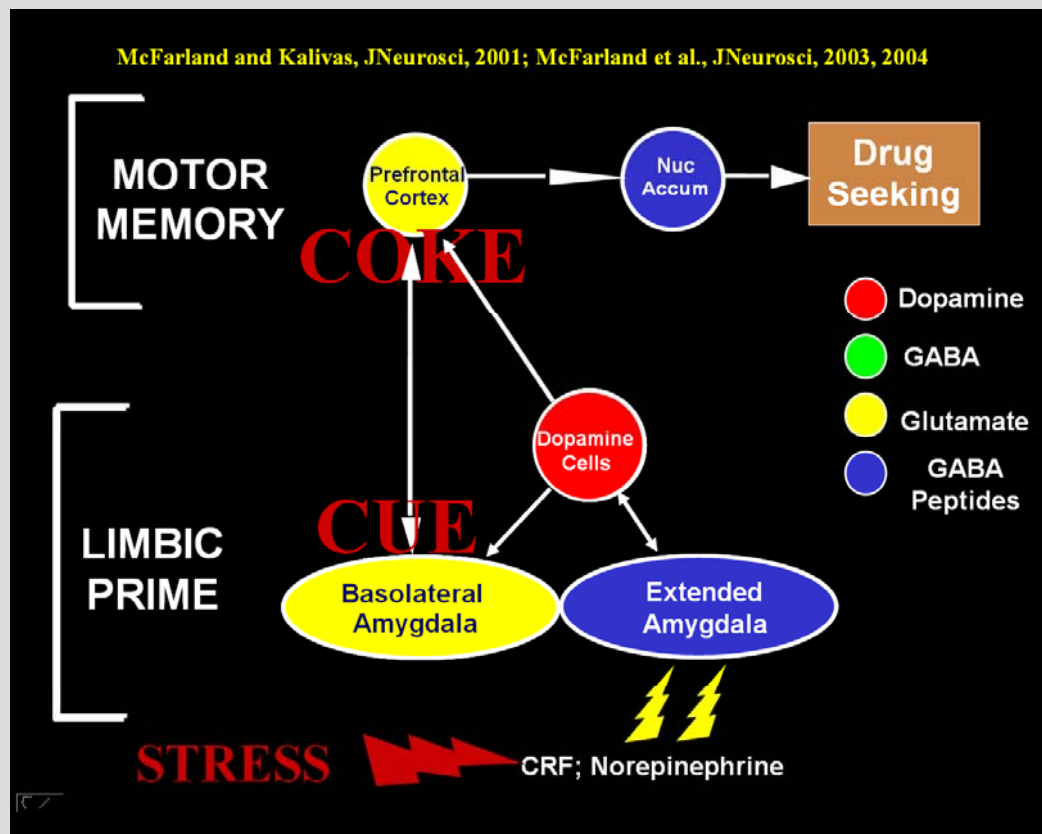 McFarland and Kalivas, JNeurosci, 2001; McFarland et al., JNeurosci, 2003, 2004
MOTOR
MEMORY
Prefrontal
Cortex
Nuc
Accum
Drug
Seeking
COKE
Dopamine
GABA
Glutamate
GABA
Peptides
Dopamine
Cells
CUE
LIMBIC
PRIME
Basolateral
Amygdala
Extended
Amygdala
STRESS
CRF; Norepinephrine